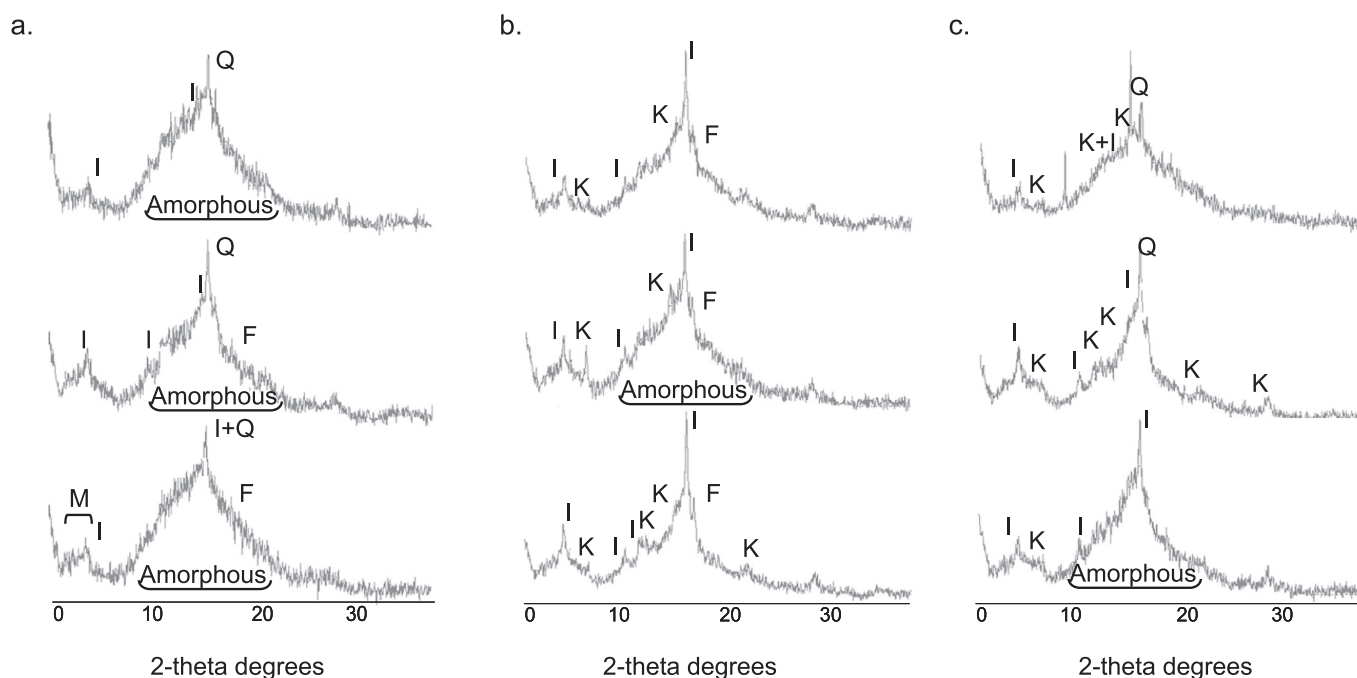 a.
Q
I
I
Amorphous
Q
I
I
I
F
Amorphous
I+Q
M
F
I
Amorphous
0 10 20 30
2-theta degrees
b.
I
K
F
I
I
K
I
K
F
I
K
I
Amorphous
I
K
F
I
I
K
K
I
K
0 10 20 30
2-theta degrees
c.
Q
K
K+I
I
K
Q
I
K
I
K
I
K
K
K
I
I
K
I
Amorphous
0 10 20 30
2-theta degrees